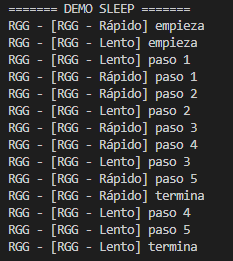 ======= DEMO SLEEP =======
RGG - [RGG - Rápido] empieza
RGG - [RGG - Lento] empieza
RGG - [RGG - Lento] paso 1
RGG - [RGG - Rápido] paso 1
RGG - [RGG - Rápido] paso 2
RGG - [RGG - Lento] paso 2
RGG - [RGG - Rápido] paso 3
RGG - [RGG - Rápido] paso 4
RGG - [RGG - Lento] paso 3
RGG - [RGG - Rápido] paso 5
RGG - [RGG - Rápido] termina
RGG - [RGG - Lento] paso 4
RGG - [RGG - Lento] paso 5
RGG - [RGG - Lento] termina